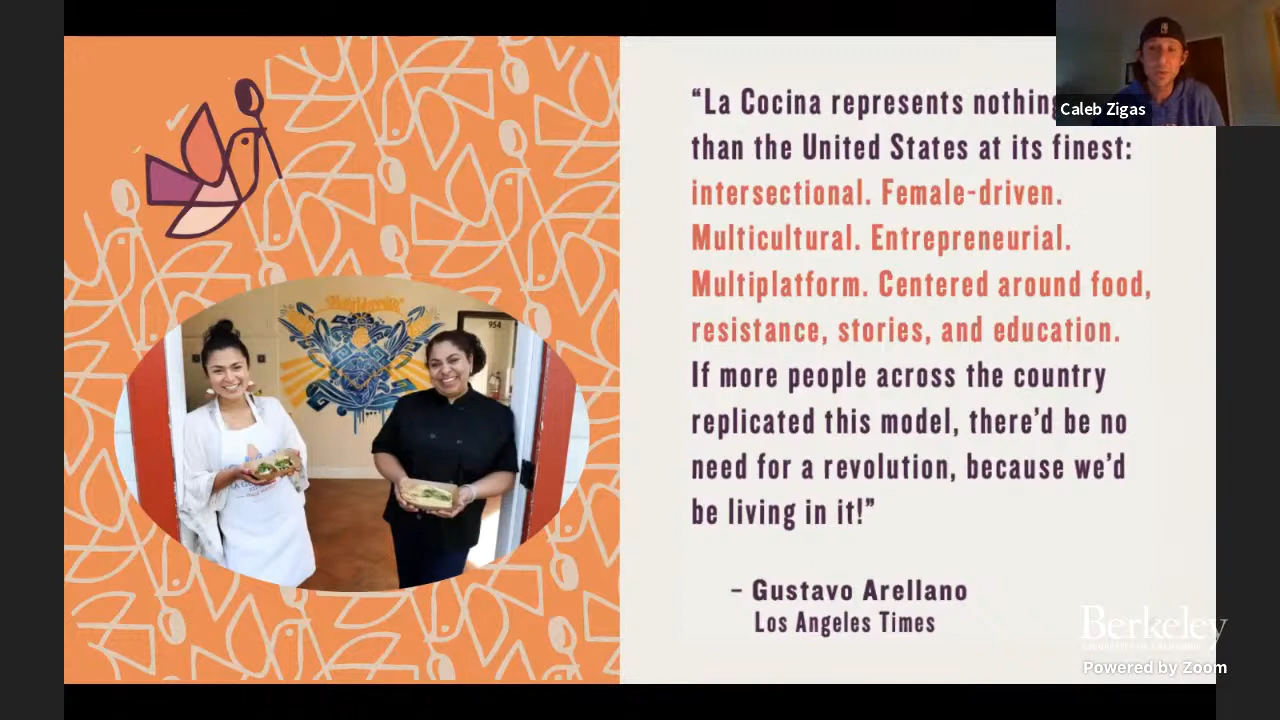 “La Cocina represents nothing
than the United States at its finest:
intersectional. Female-driven.
Multicultural. Entrepreneurial.
Multiplatform. Centered around food,
resistance, stories, and education.
If more people across the country
replicated this model, there’d be no
need for a revolution, because we’d
be living in it!”
– Gustavo Arellano
Los Angeles Times
Caleb Zigas
954
Berkeley
Powered by Zoom